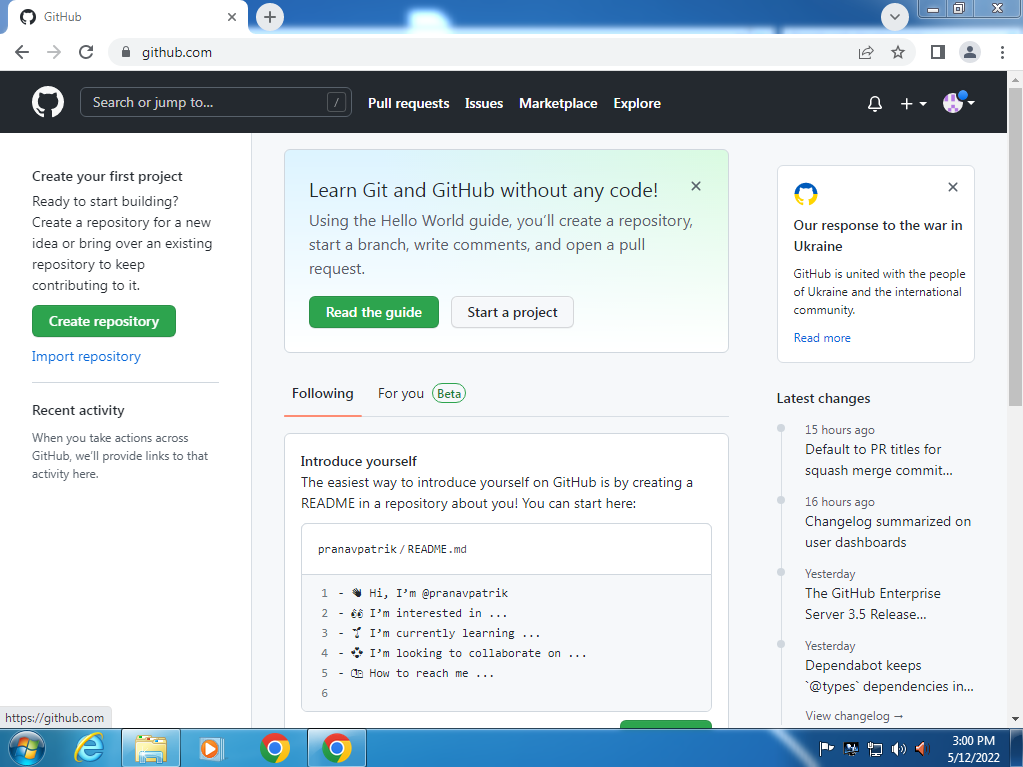 GitHub
github.com
Search or jump to...
/
Pull requests
Issues
Marketplace
Explore
Create your first project
Ready to start building?
Create a repository for a new
idea or bring over an existing
repository to keep
contributing to it.
Create repository
Import repository
Recent activity
When you take actions across
GitHub, we'll provide links to that
activity here.
Learn Git and GitHub without any code!
Using the Hello World guide, you'll create a repository,
start a branch, write comments, and open a pull
request.
Read the guide
Start a project
Following
For you Beta
Introduce yourself
The easiest way to introduce yourself on GitHub is by creating a
README in a repository about you! You can start here:
pranavpatrik / README.md
1 - 👋 Hi, I'm @pranavpatrik
2 - 👀 I'm interested in ...
3 - 🌱 I'm currently learning ...
4 - 💞️ I'm looking to collaborate on ...
5 - 📫 How to reach me ...
6
Our response to the war in
Ukraine
GitHub is united with the people
of Ukraine and the international
community.
Read more
Latest changes
15 hours ago
Default to PR titles for
squash merge commit...
16 hours ago
Changelog summarized on
user dashboards
Yesterday
The GitHub Enterprise
Server 3.5 Release...
Yesterday
Dependabot keeps
`@types` dependencies in...
View changelog →
https://github.com
3:00 PM
5/12/2022